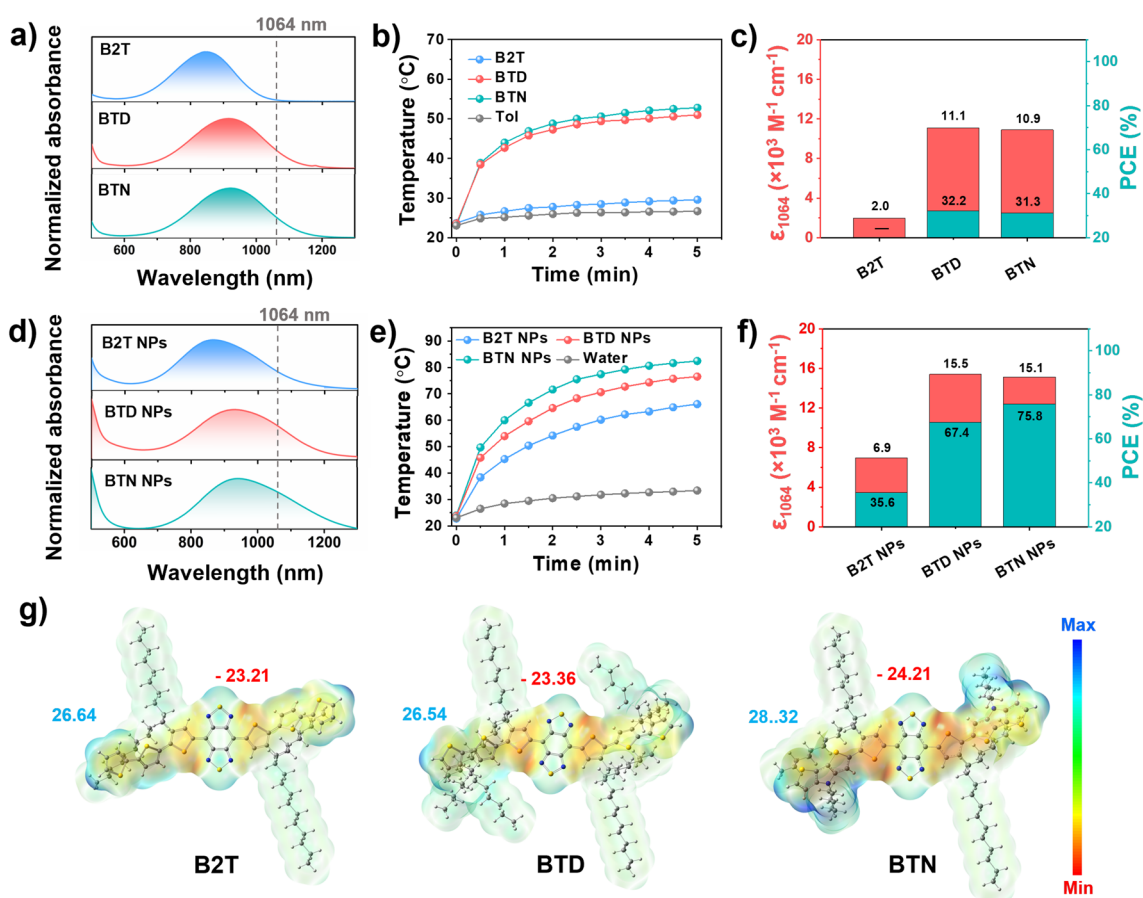 a)
1064 nm
B2T
BTD
BTN
Normalized absorbance
600 800 1000 1200
Wavelength (nm)
b)
70
60
50
40
30
20
B2T
BTD
BTN
Tol
Temperature (°C)
0 1 2 3 4 5
Time (min)
c)
20
16
12
8
4
0
ε1064 (×10³ M⁻¹ cm⁻¹)
2.0
—
11.1
32.2
10.9
31.3
100
80
60
40
20
PCE (%)
B2T BTD BTN
d)
1064 nm
B2T NPs
BTD NPs
BTN NPs
Normalized absorbance
600 800 1000 1200
Wavelength (nm)
e)
90
80
70
60
50
40
30
20
B2T NPs BTD NPs
BTN NPs Water
Temperature (°C)
0 1 2 3 4 5
Time (min)
f)
20
16
12
8
4
0
ε1064 (×10³ M⁻¹ cm⁻¹)
6.9
35.6
15.5
67.4
15.1
75.8
100
80
60
40
20
PCE (%)
B2T NPs BTD NPs BTN NPs
g)
- 23.21
26.64
B2T
- 23.36
26.54
BTD
- 24.21
28..32
BTN
Max
Min